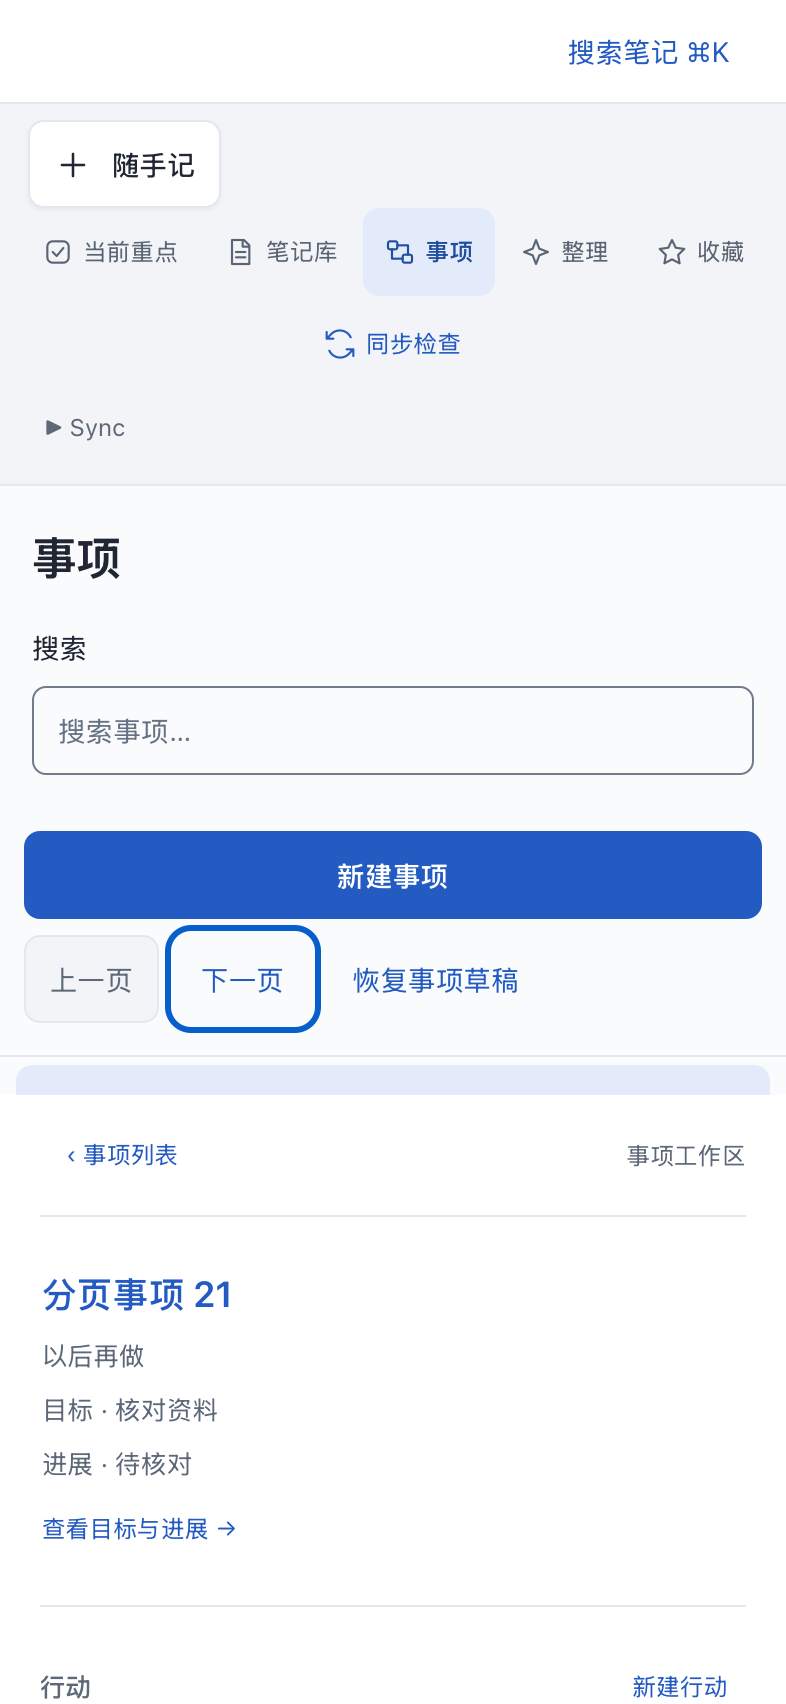 搜索笔记 ⌘K
+ 随手记
当前重点 笔记库 事项 整理 收藏
同步检查
▶ Sync
事项
搜索
搜索事项...
新建事项
上一页 下一页 恢复事项草稿
‹ 事项列表 事项工作区
分页事项 21
以后再做
目标 · 核对资料
进展 · 待核对
查看目标与进展 →
行动 新建行动